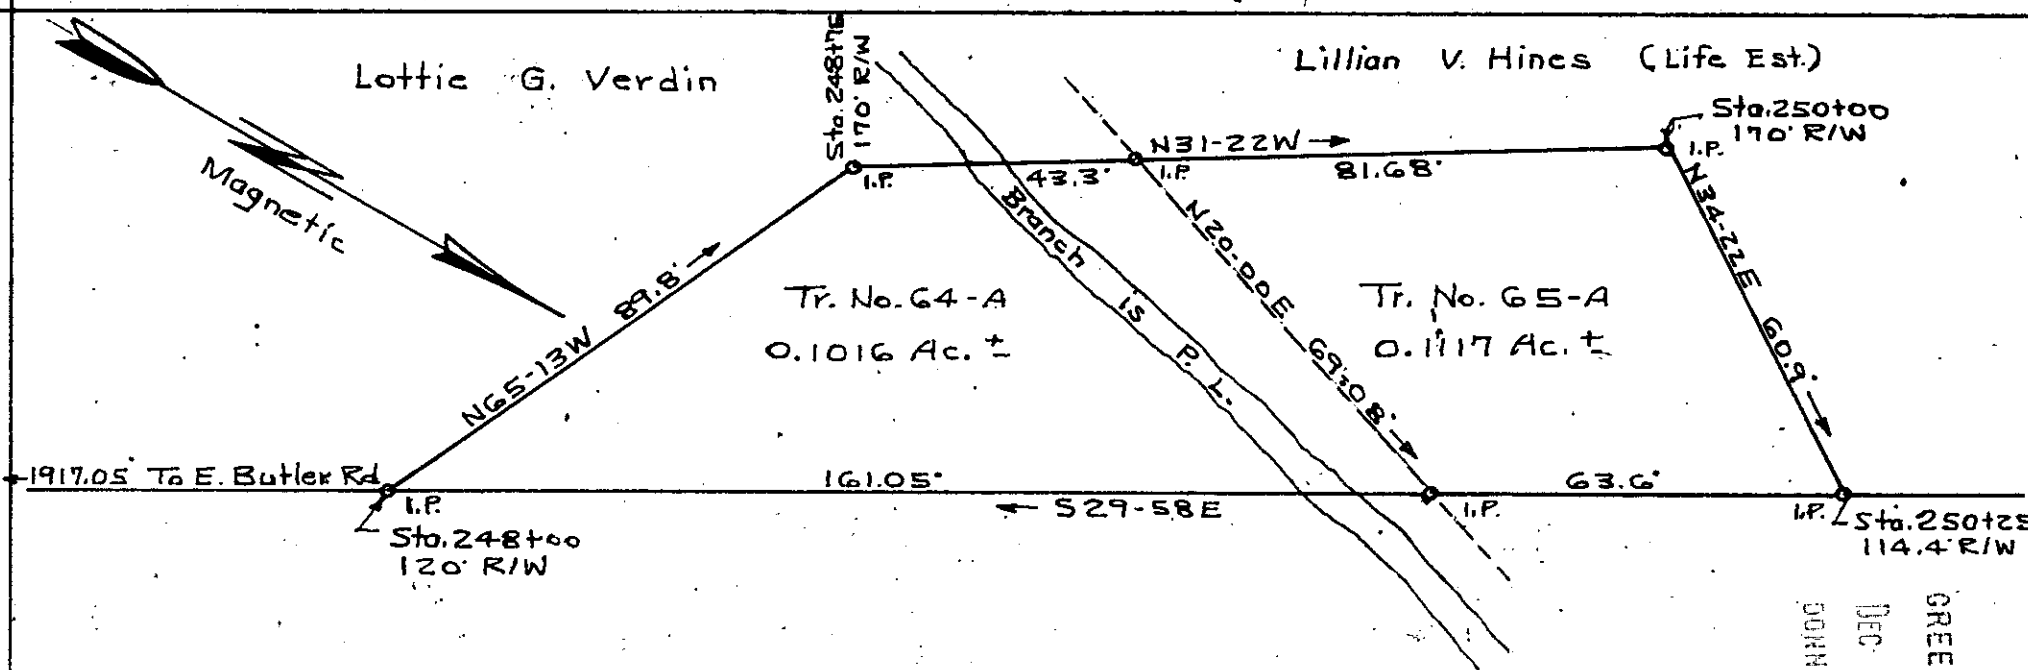 Lottie G. Verdin
Sta.248+75
170' R/W
Lillian V. Hines (Life Est.)
Sta.250+00
170' R/W
Magnetic
I.P.
43.3'
N31-22W
I.P.
81.68'
I.P.
N34-22E
60.9'
N65-13W 89.8'
Tr. No. 64-A
0.1016 Ac. ±
Branch is P.L.
N20-00E 69.08'
Tr. No. 65-A
0.1117 Ac. ±
1917.05' To E. Butler Rd
I.P.
161.05'
S29-58E
I.P.
63.6'
I.P.
Sta.248+00
120' R/W
Sta.250+25
114.4' R/W
GREE
DEC
DONN